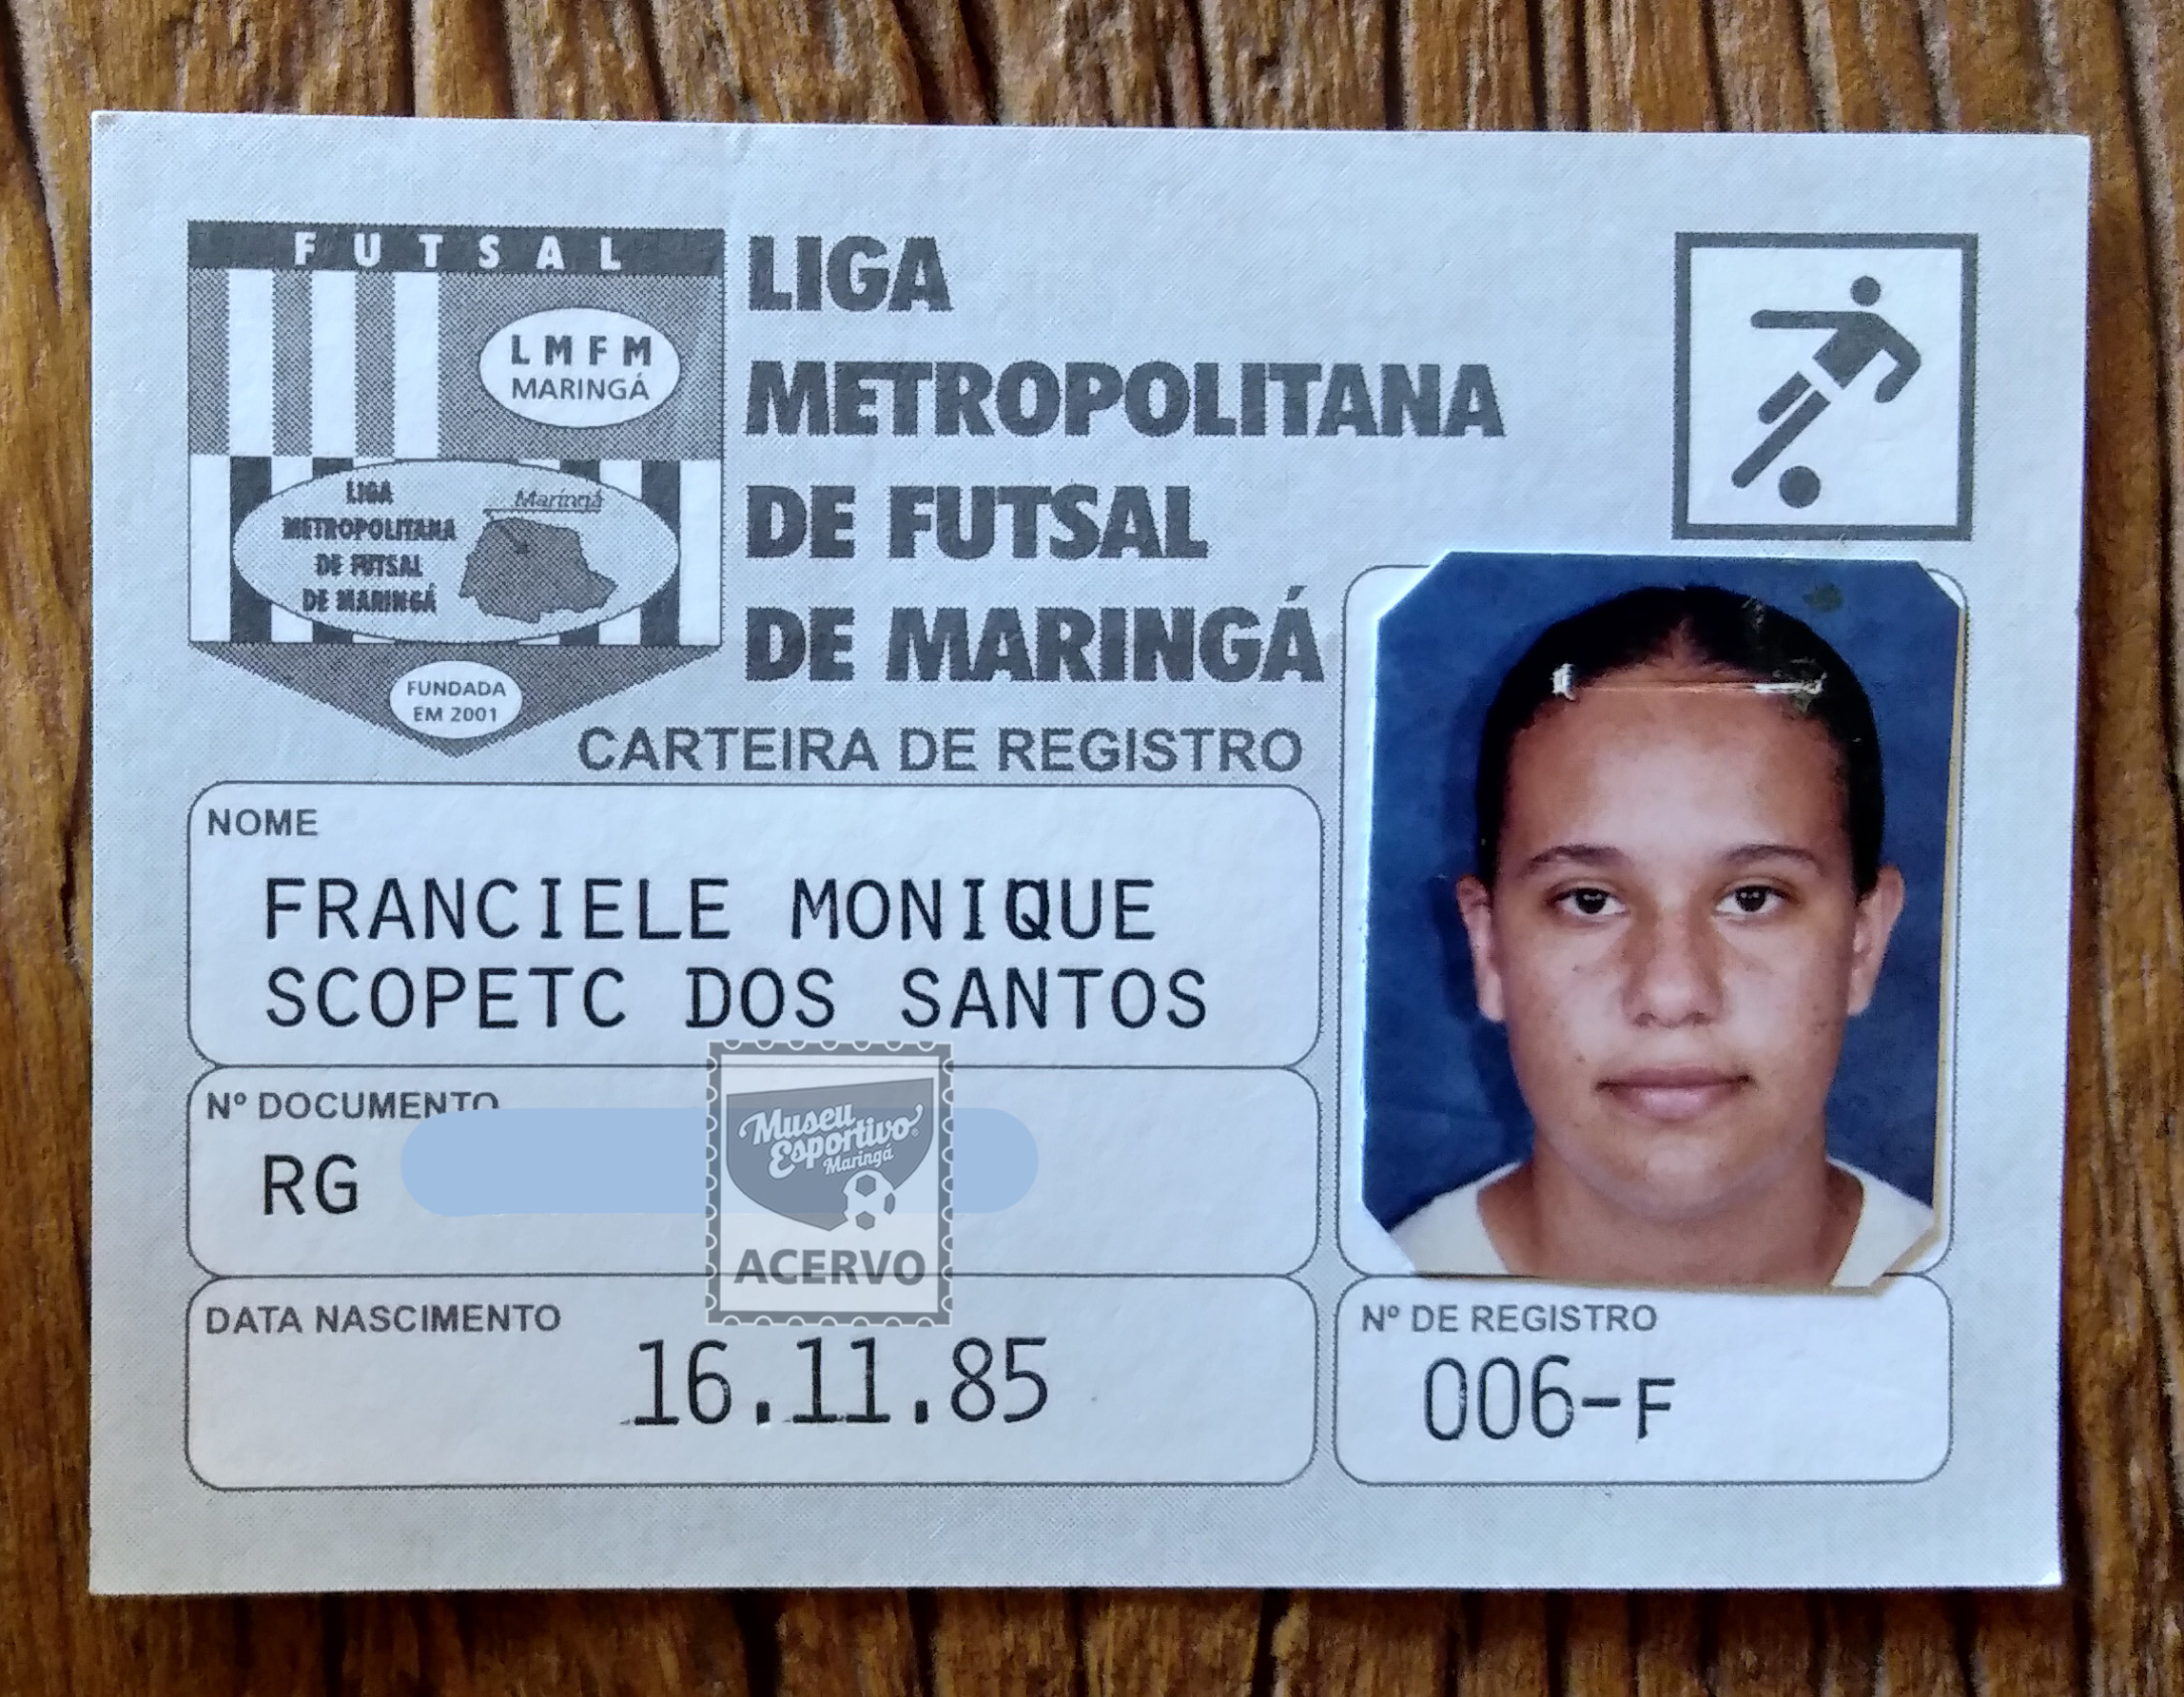 FUTSAL
LMFM
MARINGÁ
LIGA
METROPOLITANA
DE FUTSAL
DE MARINGÁ
Maringá
FUNDADA
EM 2001
LIGA
METROPOLITANA
DE FUTSAL
DE MARINGÁ
CARTEIRA DE REGISTRO
NOME
FRANCIELE MONIQUE
SCOPETC DOS SANTOS
Nº DOCUMENTO
RG
Museu
Esportivo
Maringá
ACERVO
DATA NASCIMENTO
16.11.85
Nº DE REGISTRO
006-F